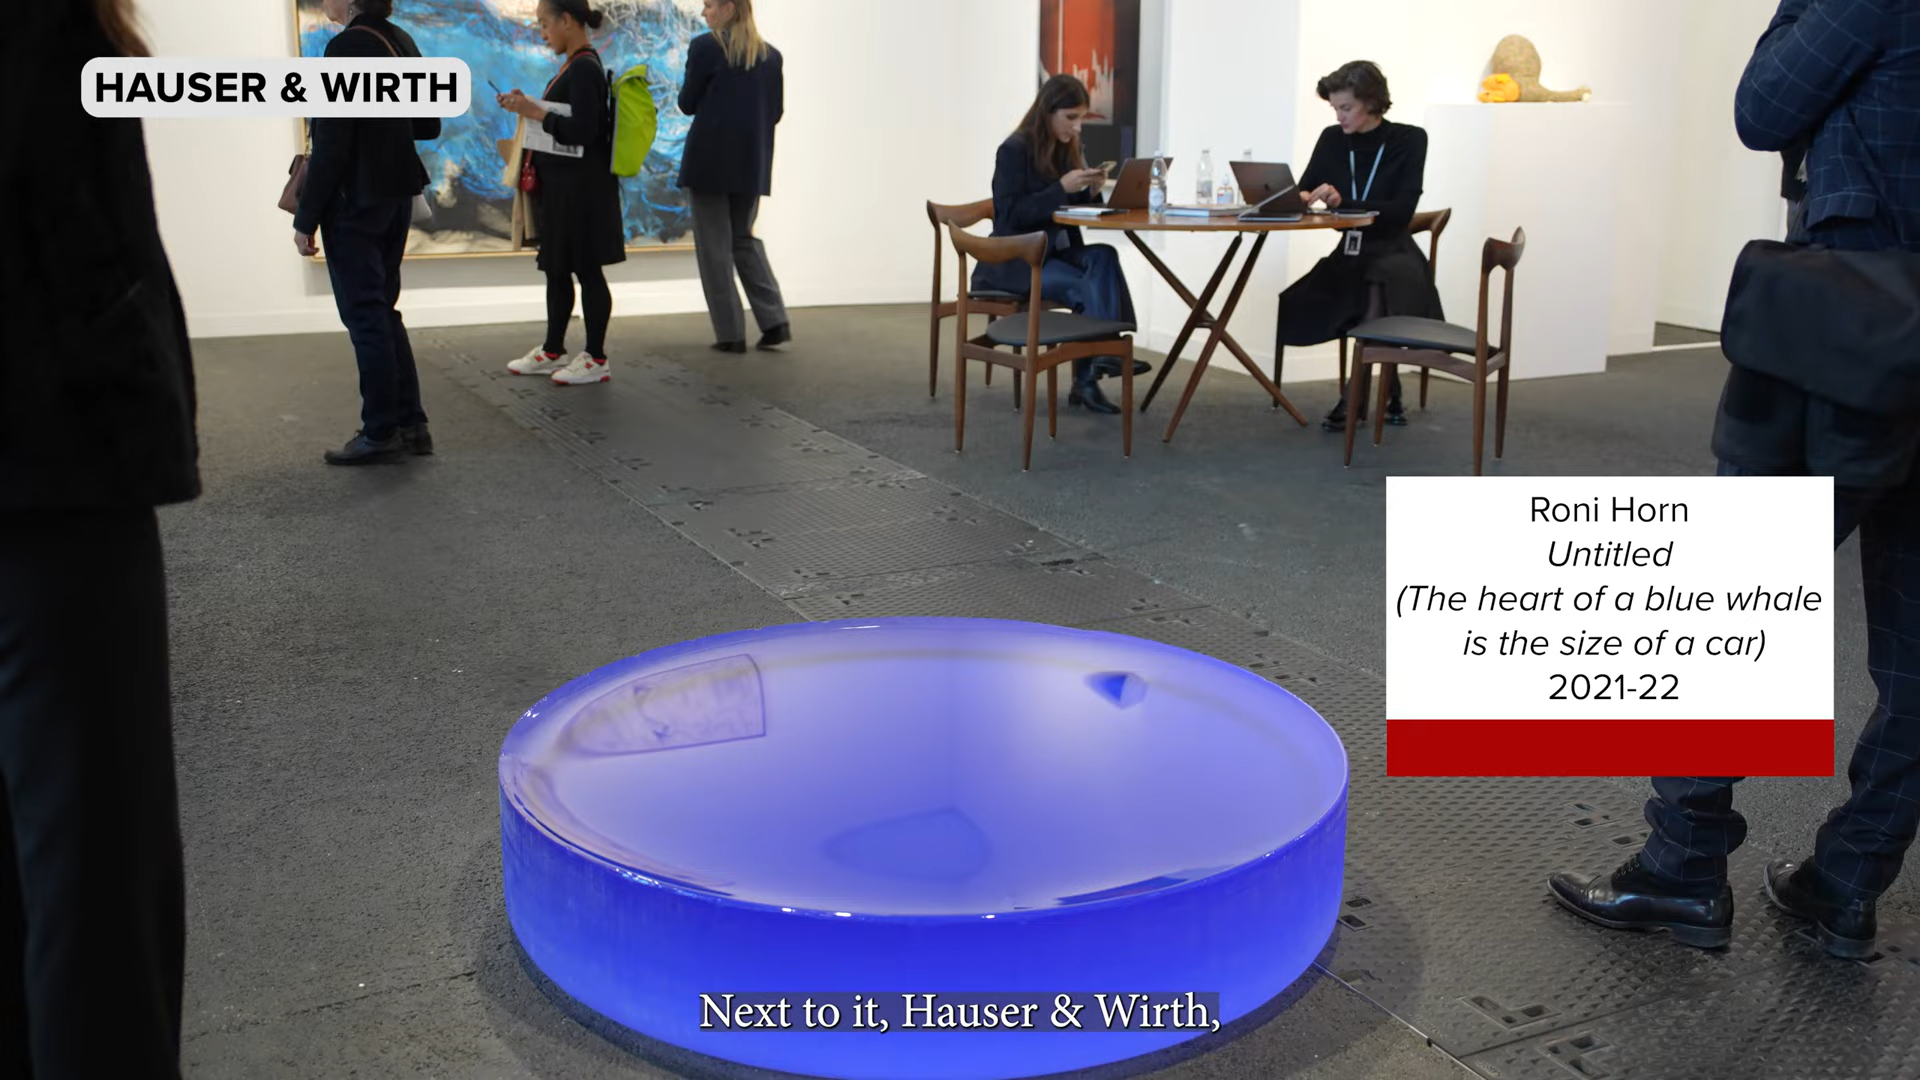 HAUSER & WIRTH
Roni Horn
Untitled
(The heart of a blue whale
is the size of a car)
2021-22
Next to it, Hauser & Wirth,